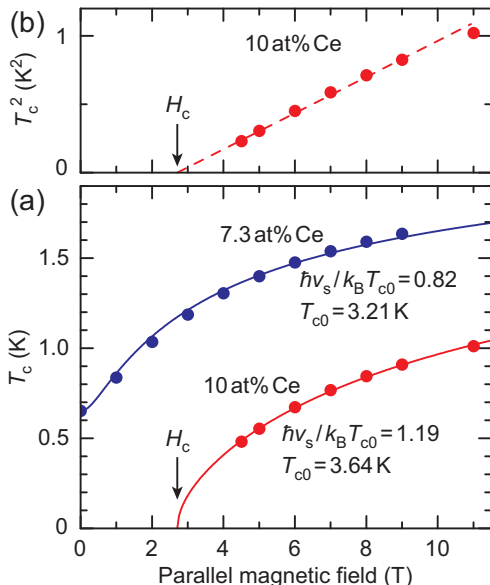 (b)
10 at% Ce
T_c^2 (K^2)
H_c
1
0
(a)
7.3 at% Ce
ħν_s/k_BT_c0=0.82
T_c0=3.21 K
T_c (K)
10 at% Ce
H_c
ħν_s/k_BT_c0=1.19
T_c0=3.64 K
1.5
1.0
0.5
0
0 2 4 6 8 10
Parallel magnetic field (T)